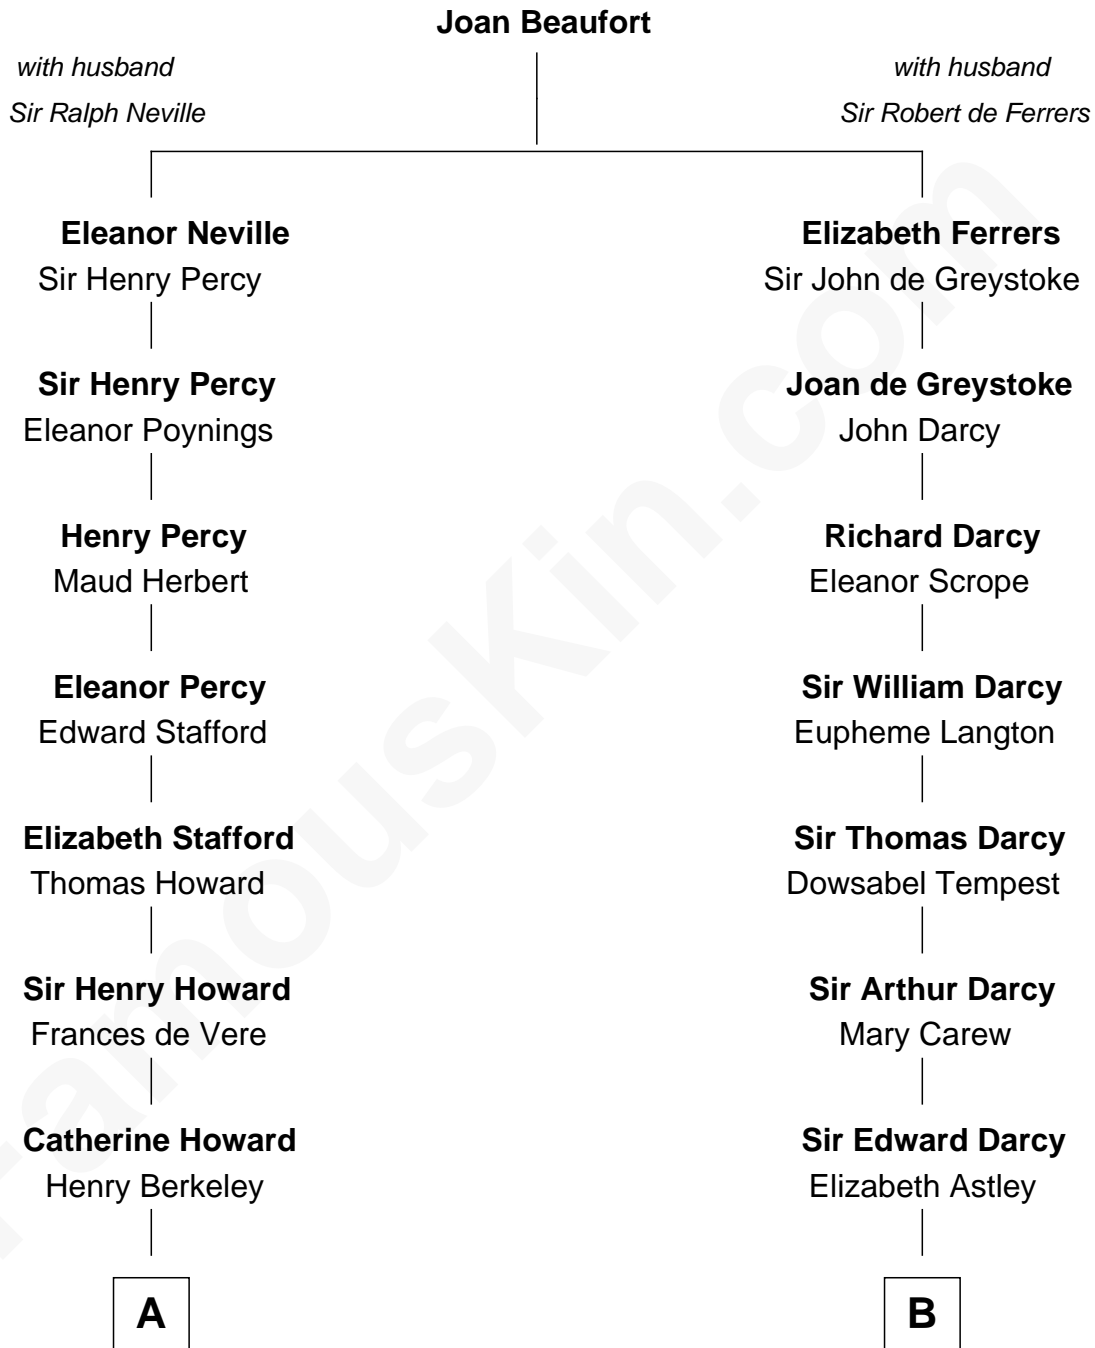 Joan Beaufort
with husband
Sir Ralph Neville
with husband
Sir Robert de Ferrers
Eleanor Neville
Sir Henry Percy
Elizabeth Ferrers
Sir John de Greystoke
Sir Henry Percy
Eleanor Poynings
Joan de Greystoke
John Darcy
Henry Percy
Maud Herbert
Richard Darcy
Eleanor Scrope
Eleanor Percy
Edward Stafford
Sir William Darcy
Eupheme Langton
Elizabeth Stafford
Thomas Howard
Sir Thomas Darcy
Dowsabel Tempest
Sir Henry Howard
Frances de Vere
Sir Arthur Darcy
Mary Carew
Catherine Howard
Henry Berkeley
Sir Edward Darcy
Elizabeth Astley
A
B
FamousKin.com